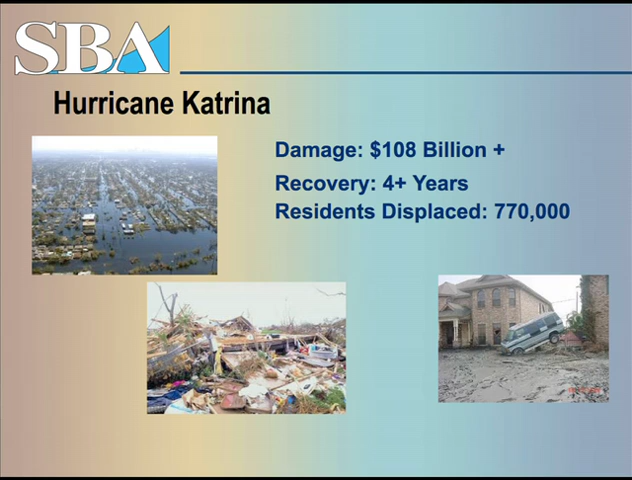 SBA
Hurricane Katrina
Damage: $108 Billion +
Recovery: 4+ Years
Residents Displaced: 770,000